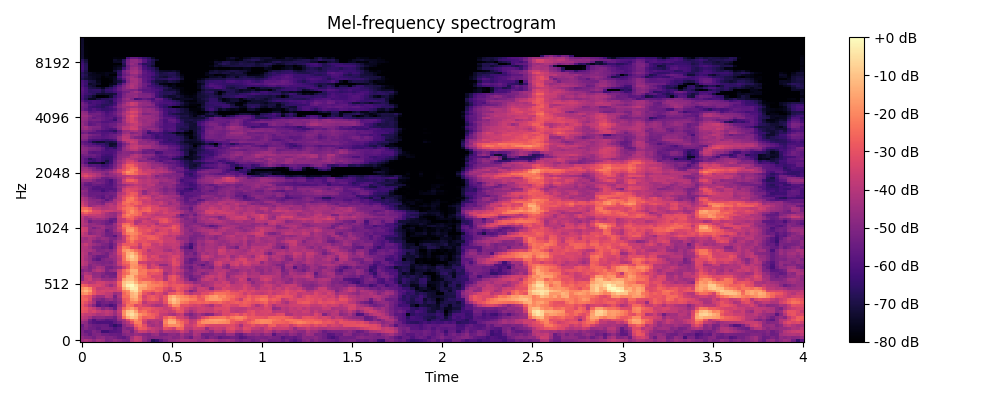 Mel-frequency spectrogram
Hz
8192
4096
2048
1024
512
0
0 0.5 1 1.5 2 2.5 3 3.5 4
Time
+0 dB
-10 dB
-20 dB
-30 dB
-40 dB
-50 dB
-60 dB
-70 dB
-80 dB